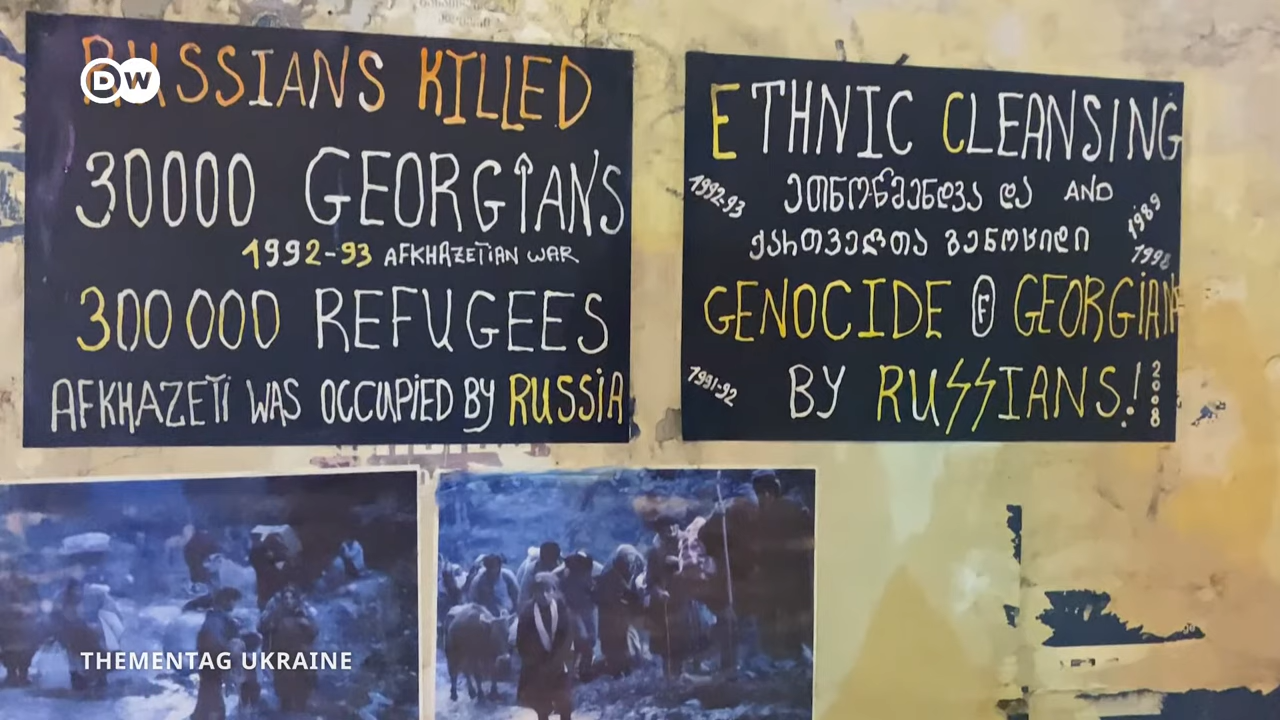 DW
RUSSIANS KILLED
30000 GEORGIANS
1992-93 AFKHAZETIAN WAR
300 000 REFUGEES
AFKHAZETI WAS OCCUPIED BY RUSSIA
ETHNIC CLEANSING
1992-93 ეთნოწმენდვა და AND 1989
ქართველთა გენოციდი 1998
GENOCIDE OF GEORGIANS
1991-92 BY RUSSIANS! 2008
THEMENTAG UKRAINE